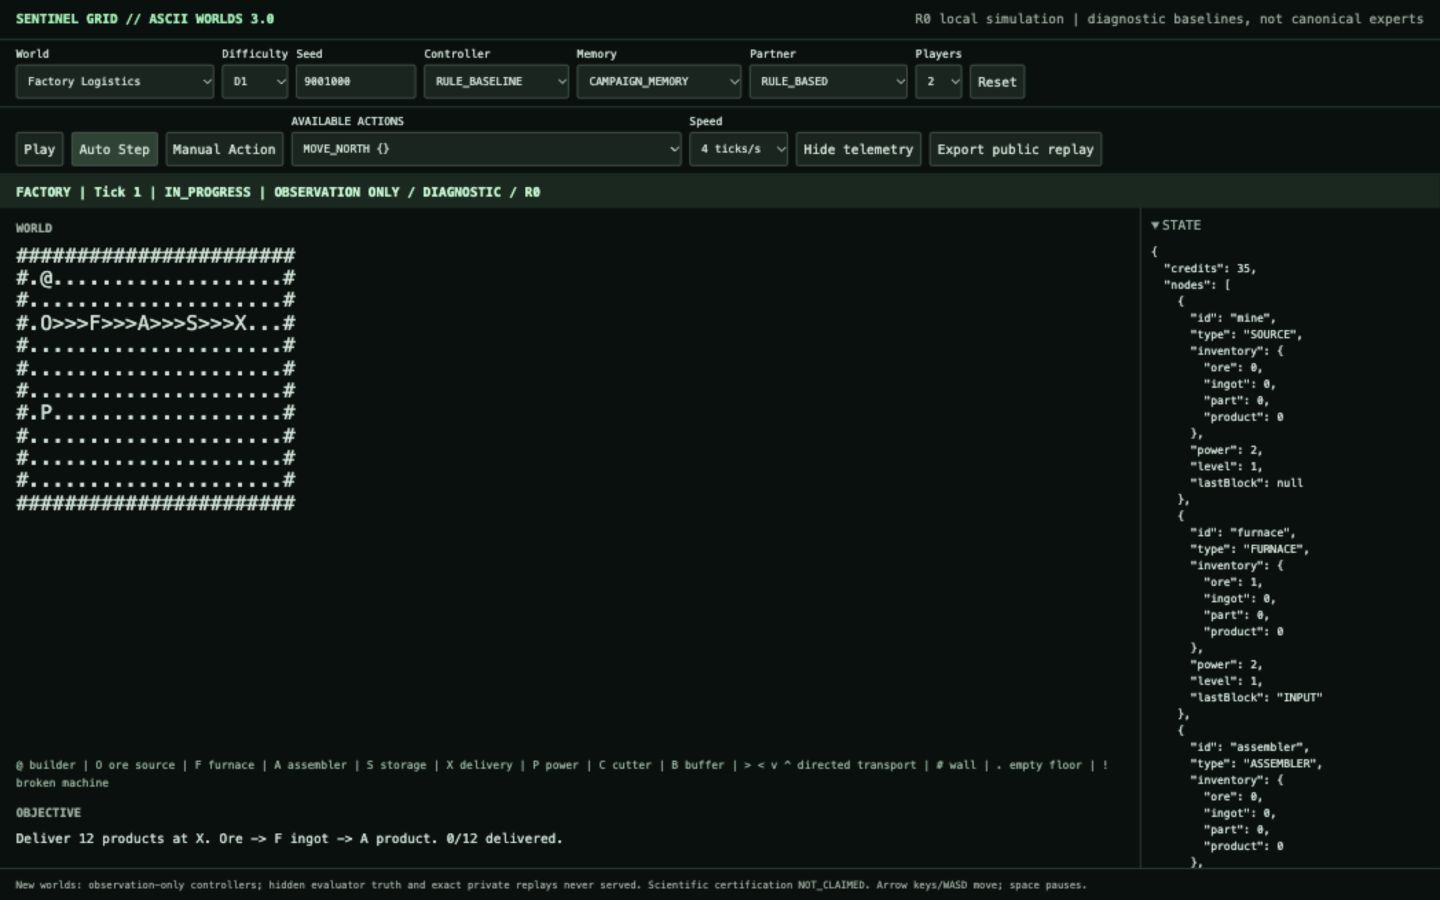 SENTINEL GRID // ASCII WORLDS 3.0
R0 local simulation | diagnostic baselines, not canonical experts
World Difficulty Seed Controller Memory Partner Players
Factory Logistics D1 9001000 RULE_BASELINE CAMPAIGN_MEMORY RULE_BASED 2 Reset
AVAILABLE ACTIONS Speed
Play Auto Step Manual Action MOVE_NORTH {} 4 ticks/s Hide telemetry Export public replay
FACTORY | Tick 1 | IN_PROGRESS | OBSERVATION ONLY / DIAGNOSTIC / R0
WORLD
#######################
#.@...................#
#.....................#
#.O>>>F>>>A>>>S>>>X...#
#.....................#
#.....................#
#.....................#
#.P...................#
#.....................#
#.....................#
#.....................#
#######################
@ builder | O ore source | F furnace | A assembler | S storage | X delivery | P power | C cutter | B buffer | > < v ^ directed transport | # wall | . empty floor | !
broken machine
OBJECTIVE
Deliver 12 products at X. Ore —> F ingot —> A product. 0/12 delivered.
▼STATE
{
"credits": 35,
"nodes": [
{
"id": "mine",
"type": "SOURCE",
"inventory": {
"ore": 0,
"ingot": 0,
"part": 0,
"product": 0
},
"power": 2,
"level": 1,
"lastBlock": null
},
{
"id": "furnace",
"type": "FURNACE",
"inventory": {
"ore": 1,
"ingot": 0,
"part": 0,
"product": 0
},
"power": 2,
"level": 1,
"lastBlock": "INPUT"
},
{
"id": "assembler",
"type": "ASSEMBLER",
"inventory": {
"ore": 0,
"ingot": 0,
"part": 0,
"product": 0
},
New worlds: observation-only controllers; hidden evaluator truth and exact private replays never served. Scientific certification NOT_CLAIMED. Arrow keys/WASD move; space pauses.